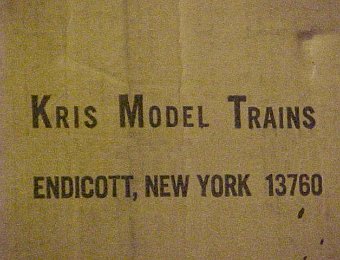 KRIS MODEL TRAINS
ENDICOTT, NEW YORK 13760